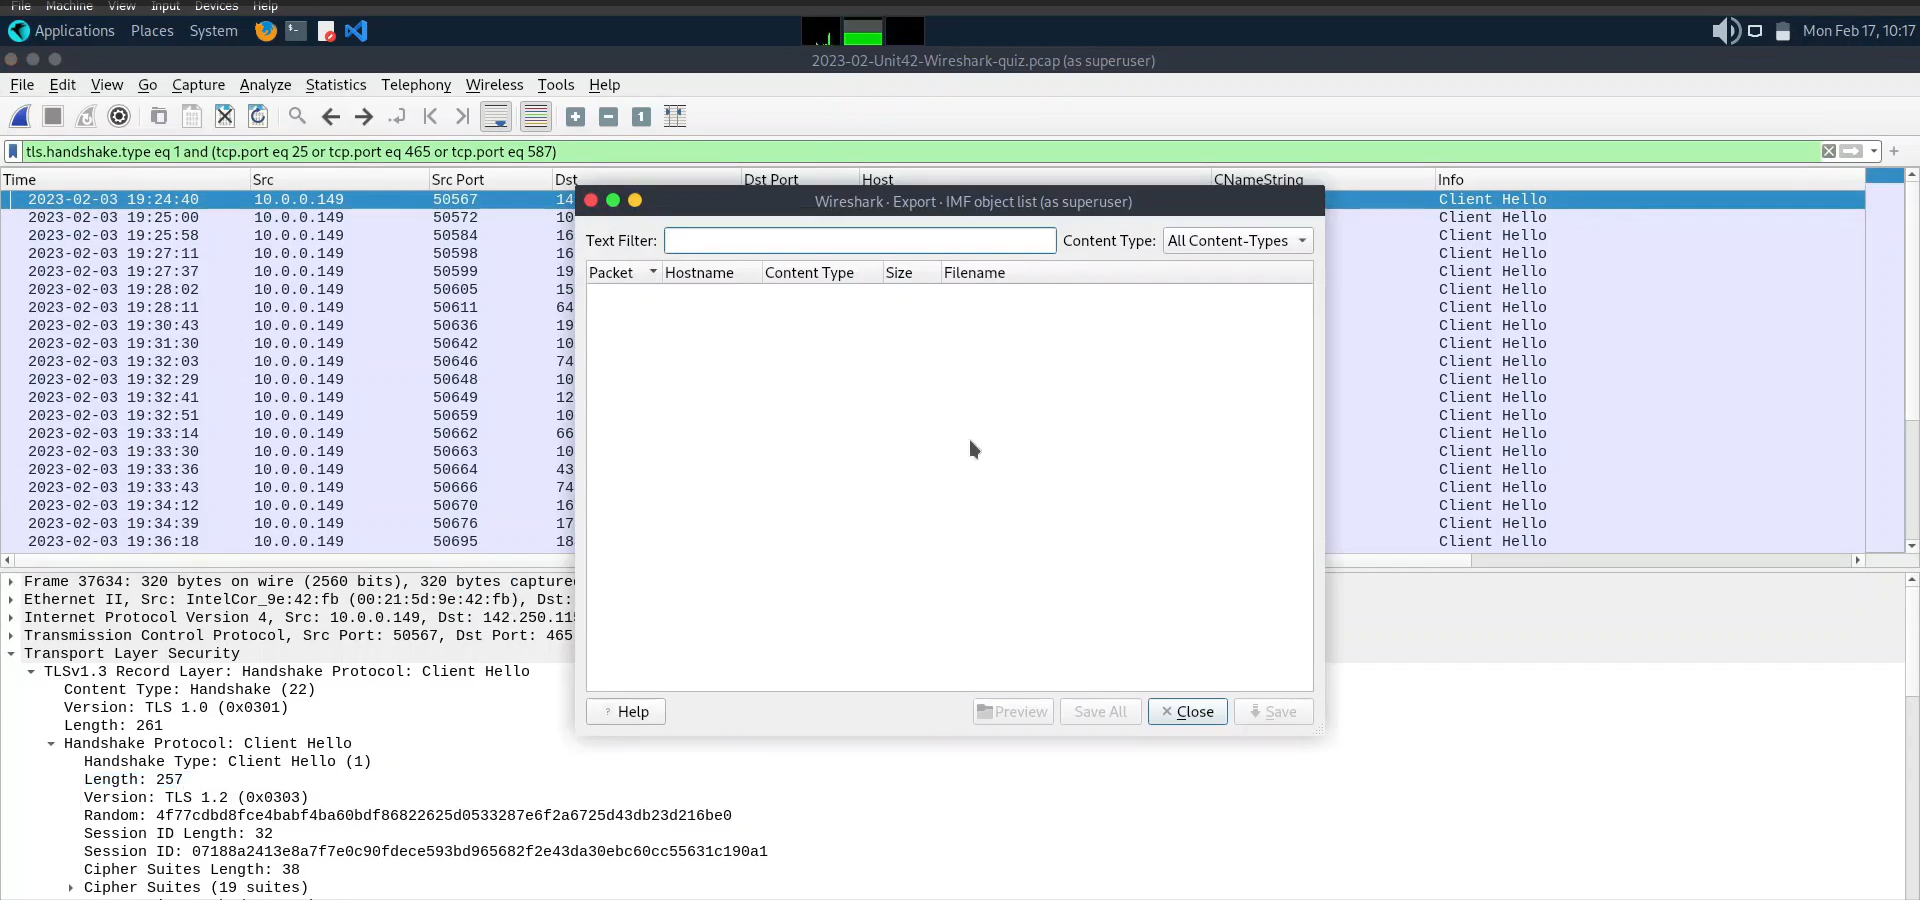 File Machine View Input Devices Help
Applications Places System Mon Feb 17, 10:17
2023-02-Unit42-Wireshark-quiz.pcap (as superuser)
File Edit View Go Capture Analyze Statistics Telephony Wireless Tools Help
tls.handshake.type eq 1 and (tcp.port eq 25 or tcp.port eq 465 or tcp.port eq 587)
Time Src Src Port Dst Dst Port Host CNameString Info
2023-02-03 19:24:40 10.0.0.149 50567 14 Client Hello
2023-02-03 19:25:00 10.0.0.149 50572 10 Client Hello
2023-02-03 19:25:58 10.0.0.149 50584 16 Client Hello
2023-02-03 19:27:11 10.0.0.149 50598 16 Client Hello
2023-02-03 19:27:37 10.0.0.149 50599 19 Client Hello
2023-02-03 19:28:02 10.0.0.149 50605 15 Client Hello
2023-02-03 19:28:11 10.0.0.149 50611 64 Client Hello
2023-02-03 19:30:43 10.0.0.149 50636 19 Client Hello
2023-02-03 19:31:30 10.0.0.149 50642 10 Client Hello
2023-02-03 19:32:03 10.0.0.149 50646 74 Client Hello
2023-02-03 19:32:29 10.0.0.149 50648 10 Client Hello
2023-02-03 19:32:41 10.0.0.149 50649 12 Client Hello
2023-02-03 19:32:51 10.0.0.149 50659 10 Client Hello
2023-02-03 19:33:14 10.0.0.149 50662 66 Client Hello
2023-02-03 19:33:30 10.0.0.149 50663 10 Client Hello
2023-02-03 19:33:36 10.0.0.149 50664 43 Client Hello
2023-02-03 19:33:43 10.0.0.149 50666 74 Client Hello
2023-02-03 19:34:12 10.0.0.149 50670 16 Client Hello
2023-02-03 19:34:39 10.0.0.149 50676 17 Client Hello
2023-02-03 19:36:18 10.0.0.149 50695 18 Client Hello
Wireshark · Export · IMF object list (as superuser)
Text Filter: Content Type: All Content-Types
Packet Hostname Content Type Size Filename
? Help Preview Save All Close Save
Frame 37634: 320 bytes on wire (2560 bits), 320 bytes capture
Ethernet II, Src: IntelCor_9e:42:fb (00:21:5d:9e:42:fb), Dst:
Internet Protocol Version 4, Src: 10.0.0.149, Dst: 142.250.11
Transmission Control Protocol, Src Port: 50567, Dst Port: 465
Transport Layer Security
TLSv1.3 Record Layer: Handshake Protocol: Client Hello
Content Type: Handshake (22)
Version: TLS 1.0 (0x0301)
Length: 261
Handshake Protocol: Client Hello
Handshake Type: Client Hello (1)
Length: 257
Version: TLS 1.2 (0x0303)
Random: 4f77cdbd8fce4babf4ba60bdf86822625d0533287e6f2a6725d43db23d216be0
Session ID Length: 32
Session ID: 07188a2413e8a7f7e0c90fdece593bd965682f2e43da30ebc60cc55631c190a1
Cipher Suites Length: 38
Cipher Suites (19 suites)